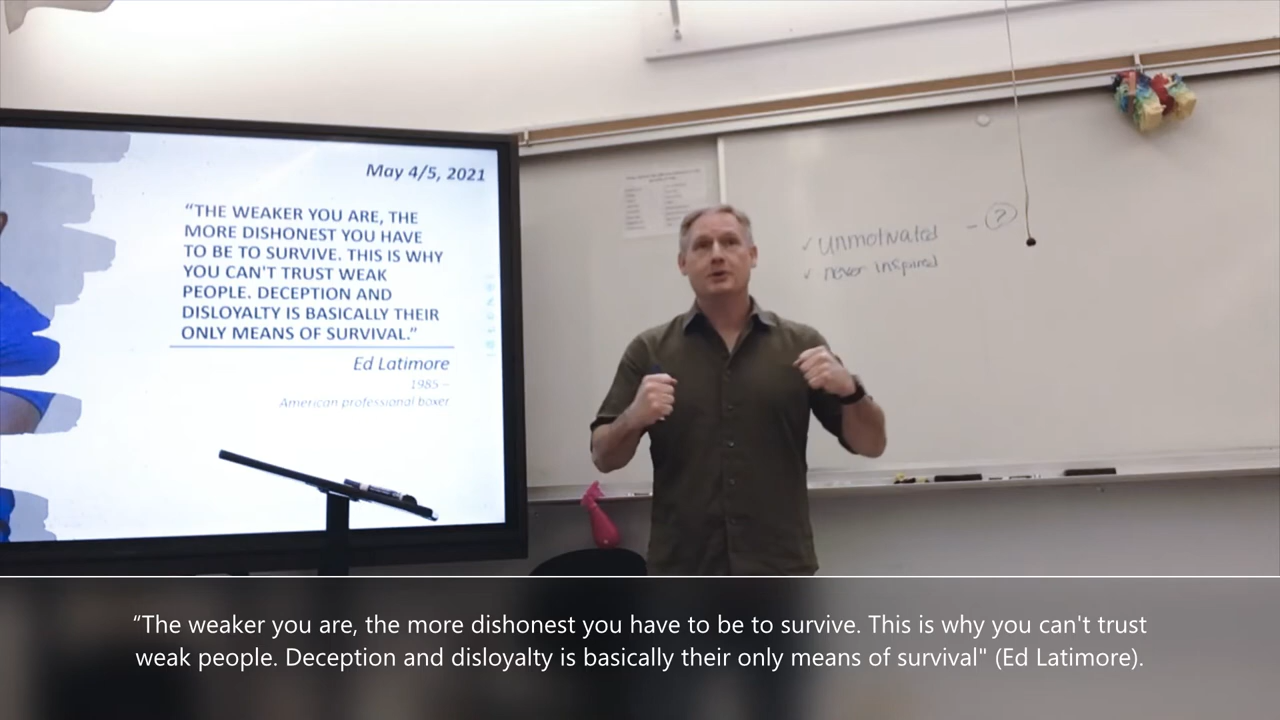 May 4/5, 2021
“THE WEAKER YOU ARE, THE
MORE DISHONEST YOU HAVE
TO BE TO SURVIVE. THIS IS WHY
YOU CAN'T TRUST WEAK
PEOPLE. DECEPTION AND
DISLOYALTY IS BASICALLY THEIR
ONLY MEANS OF SURVIVAL.”
Ed Latimore
1985 –
American professional boxer
✓ unmotivated – ?
✓ never inspired
“The weaker you are, the more dishonest you have to be to survive. This is why you can't trust
weak people. Deception and disloyalty is basically their only means of survival" (Ed Latimore).